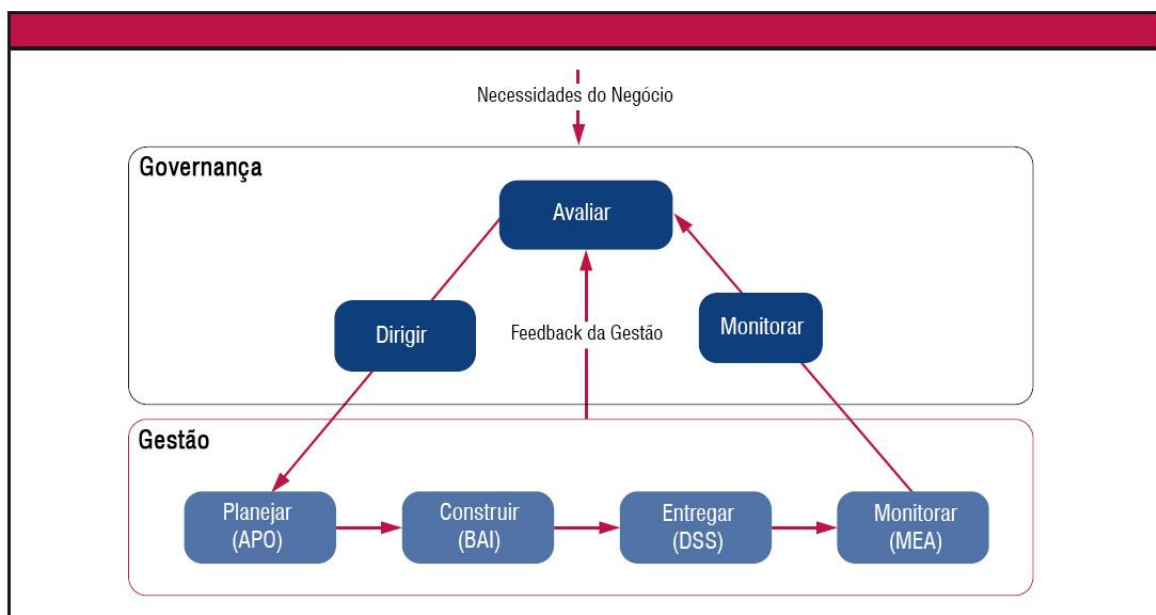 Necessidades do Negócio
Governança
Avaliar
Dirigir
Feedback da Gestão
Monitorar
Gestão
Planejar
(APO)
Construir
(BAI)
Entregar
(DSS)
Monitorar
(MEA)